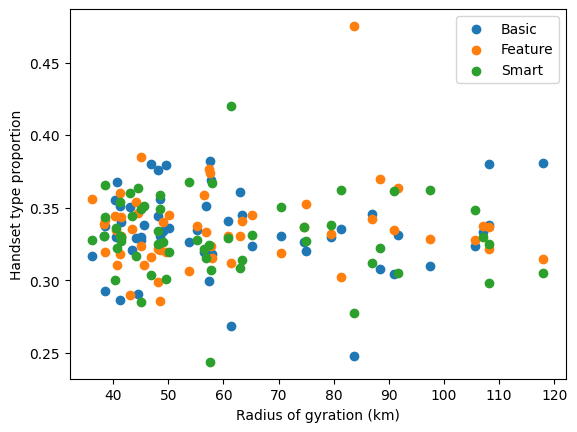 Basic
Feature
Smart
Handset type proportion
0.45
0.40
0.35
0.30
0.25
40 50 60 70 80 90 100 110 120
Radius of gyration (km)